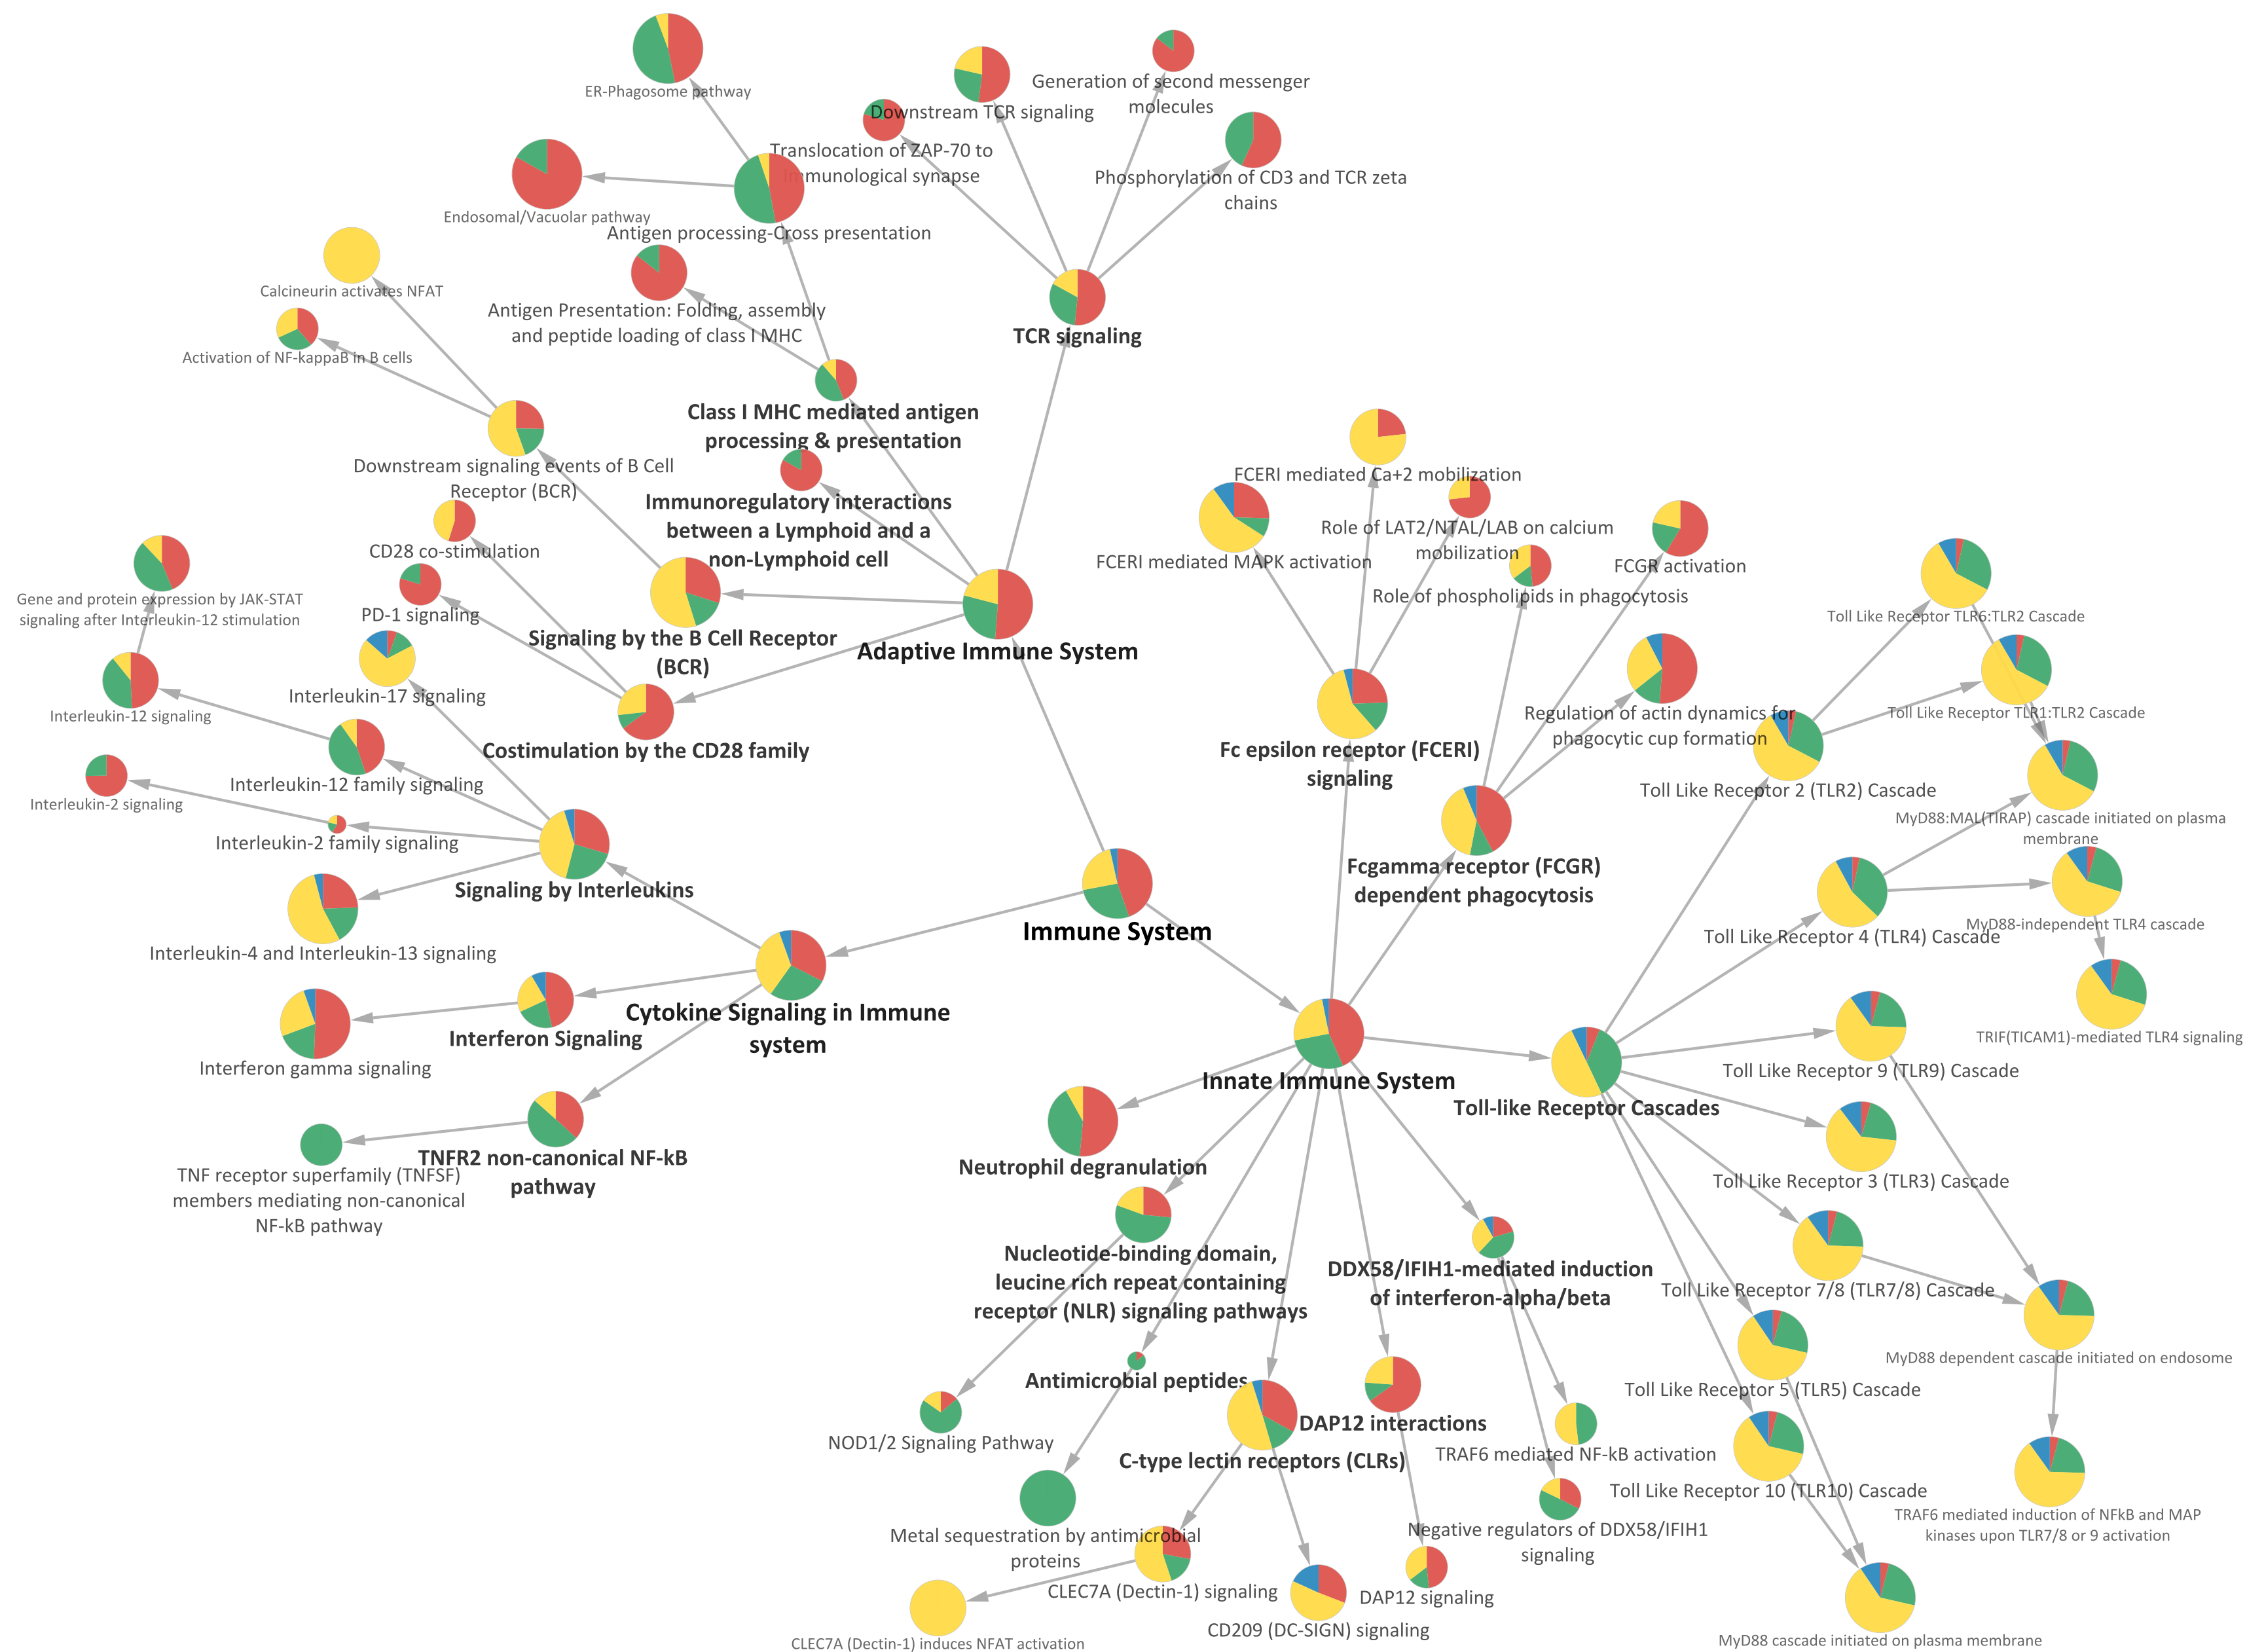 ER-Phagosome pathway
Generation of second messenger
molecules
Downstream TCR signaling
Translocation of ZAP-70 to
immunological synapse
Phosphorylation of CD3 and TCR zeta
chains
Endosomal/Vacuolar pathway
Antigen processing-Cross presentation
Calcineurin activates NFAT
Antigen Presentation: Folding, assembly
and peptide loading of class I MHC
TCR signaling
Activation of NF-kappaB in B cells
Class I MHC mediated antigen
processing & presentation
Downstream signaling events of B Cell
Receptor (BCR)
Immunoregulatory interactions
between a Lymphoid and a
non-Lymphoid cell
FCERI mediated Ca+2 mobilization
Role of LAT2/NTAL/LAB on calcium
mobilization
FCERI mediated MAPK activation
FCGR activation
Role of phospholipids in phagocytosis
CD28 co-stimulation
PD-1 signaling
Gene and protein expression by JAK-STAT
signaling after Interleukin-12 stimulation
Signaling by the B Cell Receptor
(BCR)
Adaptive Immune System
Toll Like Receptor TLR6:TLR2 Cascade
Interleukin-17 signaling
Interleukin-12 signaling
Costimulation by the CD28 family
Fc epsilon receptor (FCERI)
signaling
Regulation of actin dynamics for
phagocytic cup formation
Toll Like Receptor TLR1:TLR2 Cascade
Toll Like Receptor 2 (TLR2) Cascade
Interleukin-12 family signaling
Interleukin-2 signaling
Interleukin-2 family signaling
MyD88:MAL(TIRAP) cascade initiated on plasma
membrane
Signaling by Interleukins
Fcgamma receptor (FCGR)
dependent phagocytosis
Immune System
Toll Like Receptor 4 (TLR4) Cascade
MyD88-independent TLR4 cascade
Interleukin-4 and Interleukin-13 signaling
Cytokine Signaling in Immune
system
Interferon Signaling
Interferon gamma signaling
TRIF(TICAM1)-mediated TLR4 signaling
Innate Immune System
Toll Like Receptor 9 (TLR9) Cascade
Toll-like Receptor Cascades
TNFR2 non-canonical NF-kB
pathway
TNF receptor superfamily (TNFSF)
members mediating non-canonical
NF-kB pathway
Neutrophil degranulation
Toll Like Receptor 3 (TLR3) Cascade
Nucleotide-binding domain,
leucine rich repeat containing
receptor (NLR) signaling pathways
DDX58/IFIH1-mediated induction
of interferon-alpha/beta
Toll Like Receptor 7/8 (TLR7/8) Cascade
MyD88 dependent cascade initiated on endosome
Antimicrobial peptides
Toll Like Receptor 5 (TLR5) Cascade
DAP12 interactions
NOD1/2 Signaling Pathway
C-type lectin receptors (CLRs)
TRAF6 mediated NF-kB activation
Toll Like Receptor 10 (TLR10) Cascade
TRAF6 mediated induction of NFkB and MAP
kinases upon TLR7/8 or 9 activation
Metal sequestration by antimicrobial
proteins
Negative regulators of DDX58/IFIH1
signaling
CLEC7A (Dectin-1) signaling
DAP12 signaling
CD209 (DC-SIGN) signaling
CLEC7A (Dectin-1) induces NFAT activation
MyD88 cascade initiated on plasma membrane